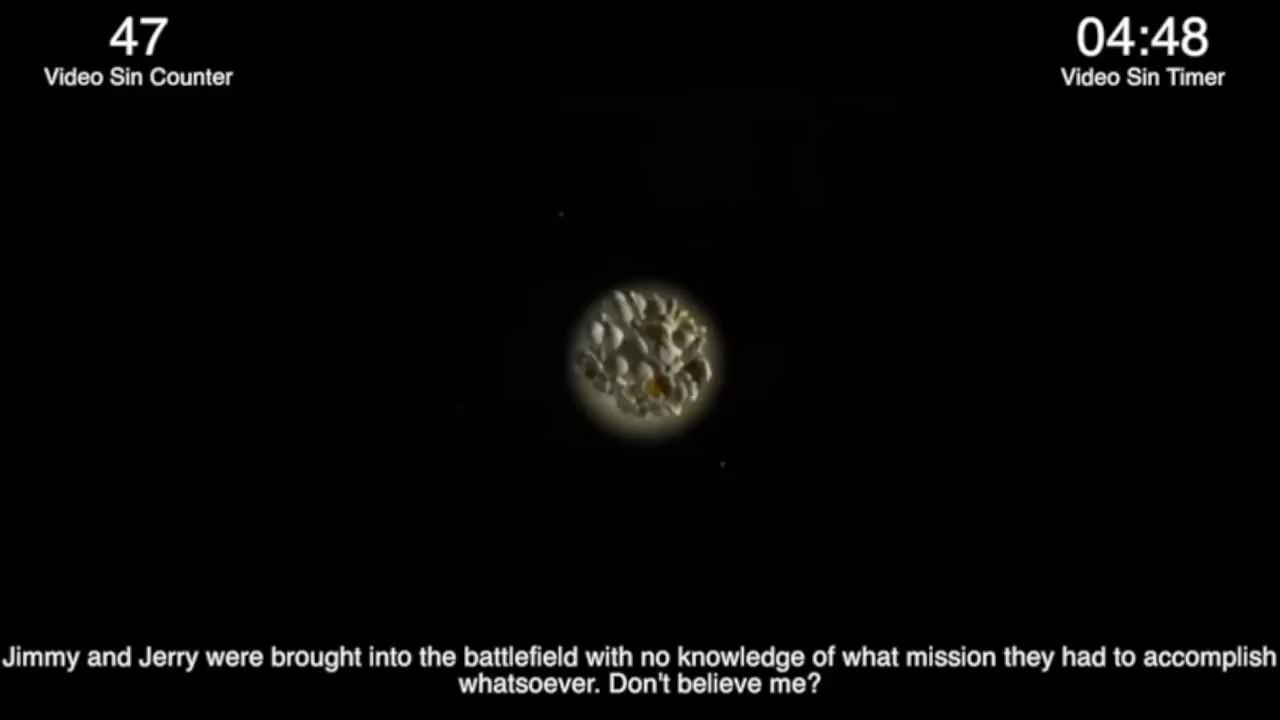 47
Video Sin Counter
04:48
Video Sin Timer
Jimmy and Jerry were brought into the battlefield with no knowledge of what mission they had to accomplish
whatsoever. Don't believe me?